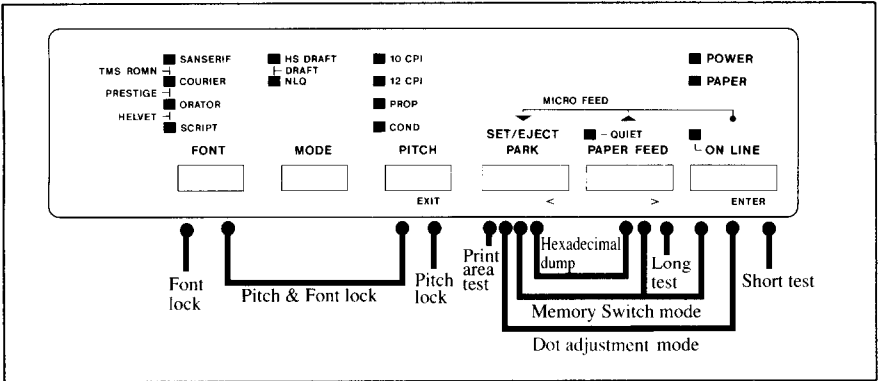 SANSERIF HS DRAFT 10 CPI POWER
TMS ROMN DRAFT
COURIER NLQ 12 CPI PAPER
PRESTIGE
ORATOR PROP MICRO FEED
HELVET
SCRIPT COND SET/EJECT – QUIET
FONT MODE PITCH PARK PAPER FEED ON LINE
EXIT < > ENTER
Font
lock
Pitch & Font lock
Pitch
lock
Print
area
test
Hexadecimal
dump
Long
test
Short test
Memory Switch mode
Dot adjustment mode